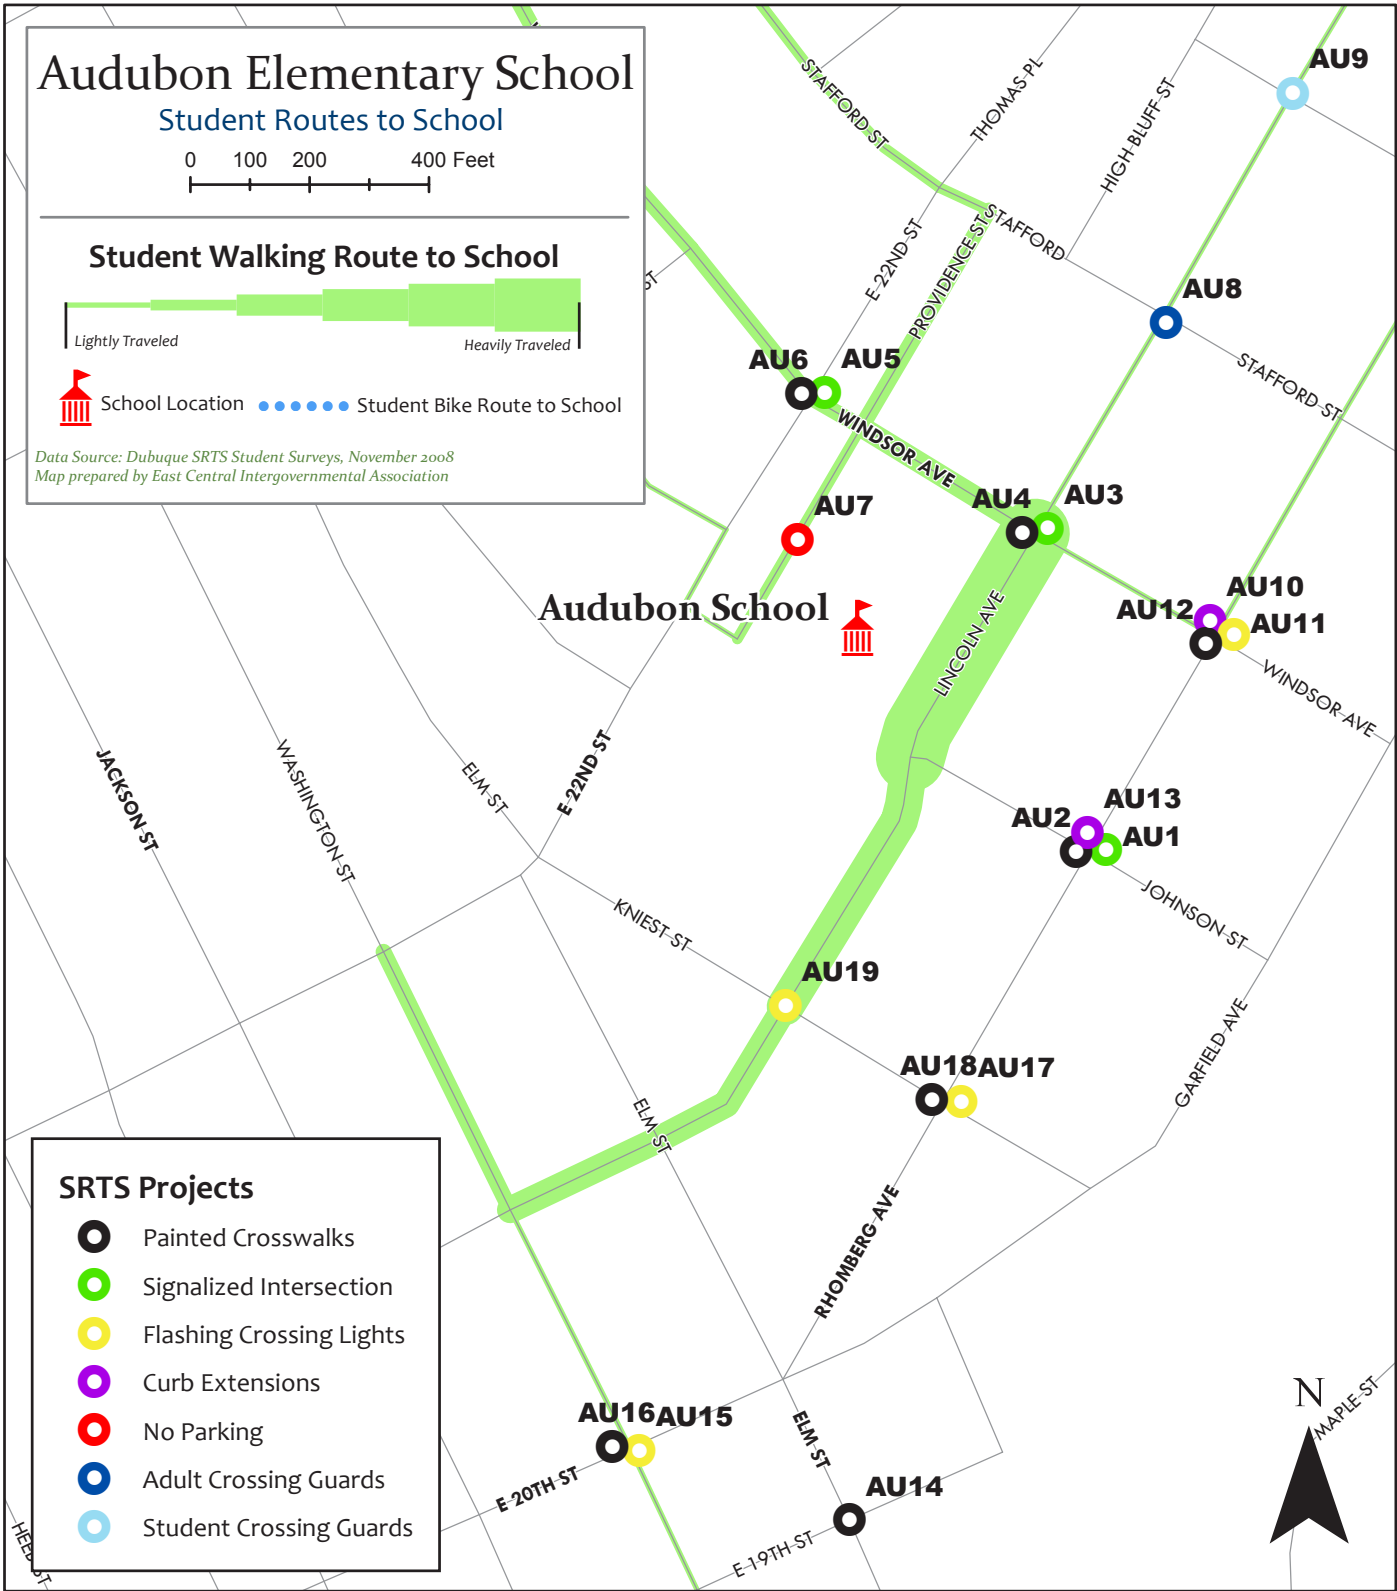 Audubon Elementary School
Student Routes to School
0 100 200 400 Feet
Student Walking Route to School
Lightly Traveled
Heavily Traveled
School Location
Student Bike Route to School
Data Source: Dubuque SRTS Student Surveys, November 2008
Map prepared by East Central Intergovernmental Association
STAFFORD ST
THOMAS PL
HIGH BLUFF ST
AU9
E 22ND ST
PROVIDENCE ST
STAFFORD
ST
AU8
STAFFORD ST
AU6
AU5
WINDSOR AVE
AU7
AU4
AU3
Audubon School
LINCOLN AVE
AU12
AU10
AU11
WINDSOR AVE
JACKSON ST
WASHINGTON ST
ELM ST
E 22ND ST
AU2
AU13
AU1
JOHNSON ST
KNIEST ST
AU19
GARFIELD AVE
AU18
AU17
ELM ST
RHOMBERG AVE
SRTS Projects
Painted Crosswalks
Signalized Intersection
Flashing Crossing Lights
Curb Extensions
No Parking
Adult Crossing Guards
Student Crossing Guards
AU16
AU15
E 20TH ST
ELM ST
AU14
E 19TH ST
N
MAPLE ST